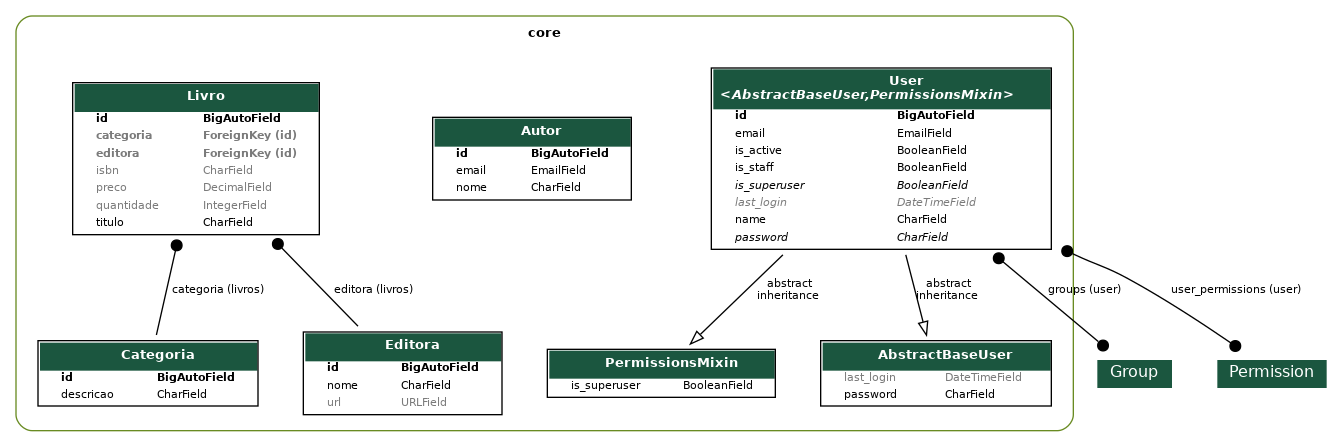 core
Livro
id BigAutoField
categoria ForeignKey (id)
editora ForeignKey (id)
isbn CharField
preco DecimalField
quantidade IntegerField
titulo CharField
Autor
id BigAutoField
email EmailField
nome CharField
User
<AbstractBaseUser,PermissionsMixin>
id BigAutoField
email EmailField
is_active BooleanField
is_staff BooleanField
is_superuser BooleanField
last_login DateTimeField
name CharField
password CharField
categoria (livros)
editora (livros)
abstract
inheritance
abstract
inheritance
groups (user)
user_permissions (user)
Categoria
id BigAutoField
descricao CharField
Editora
id BigAutoField
nome CharField
url URLField
PermissionsMixin
is_superuser BooleanField
AbstractBaseUser
last_login DateTimeField
password CharField
Group
Permission